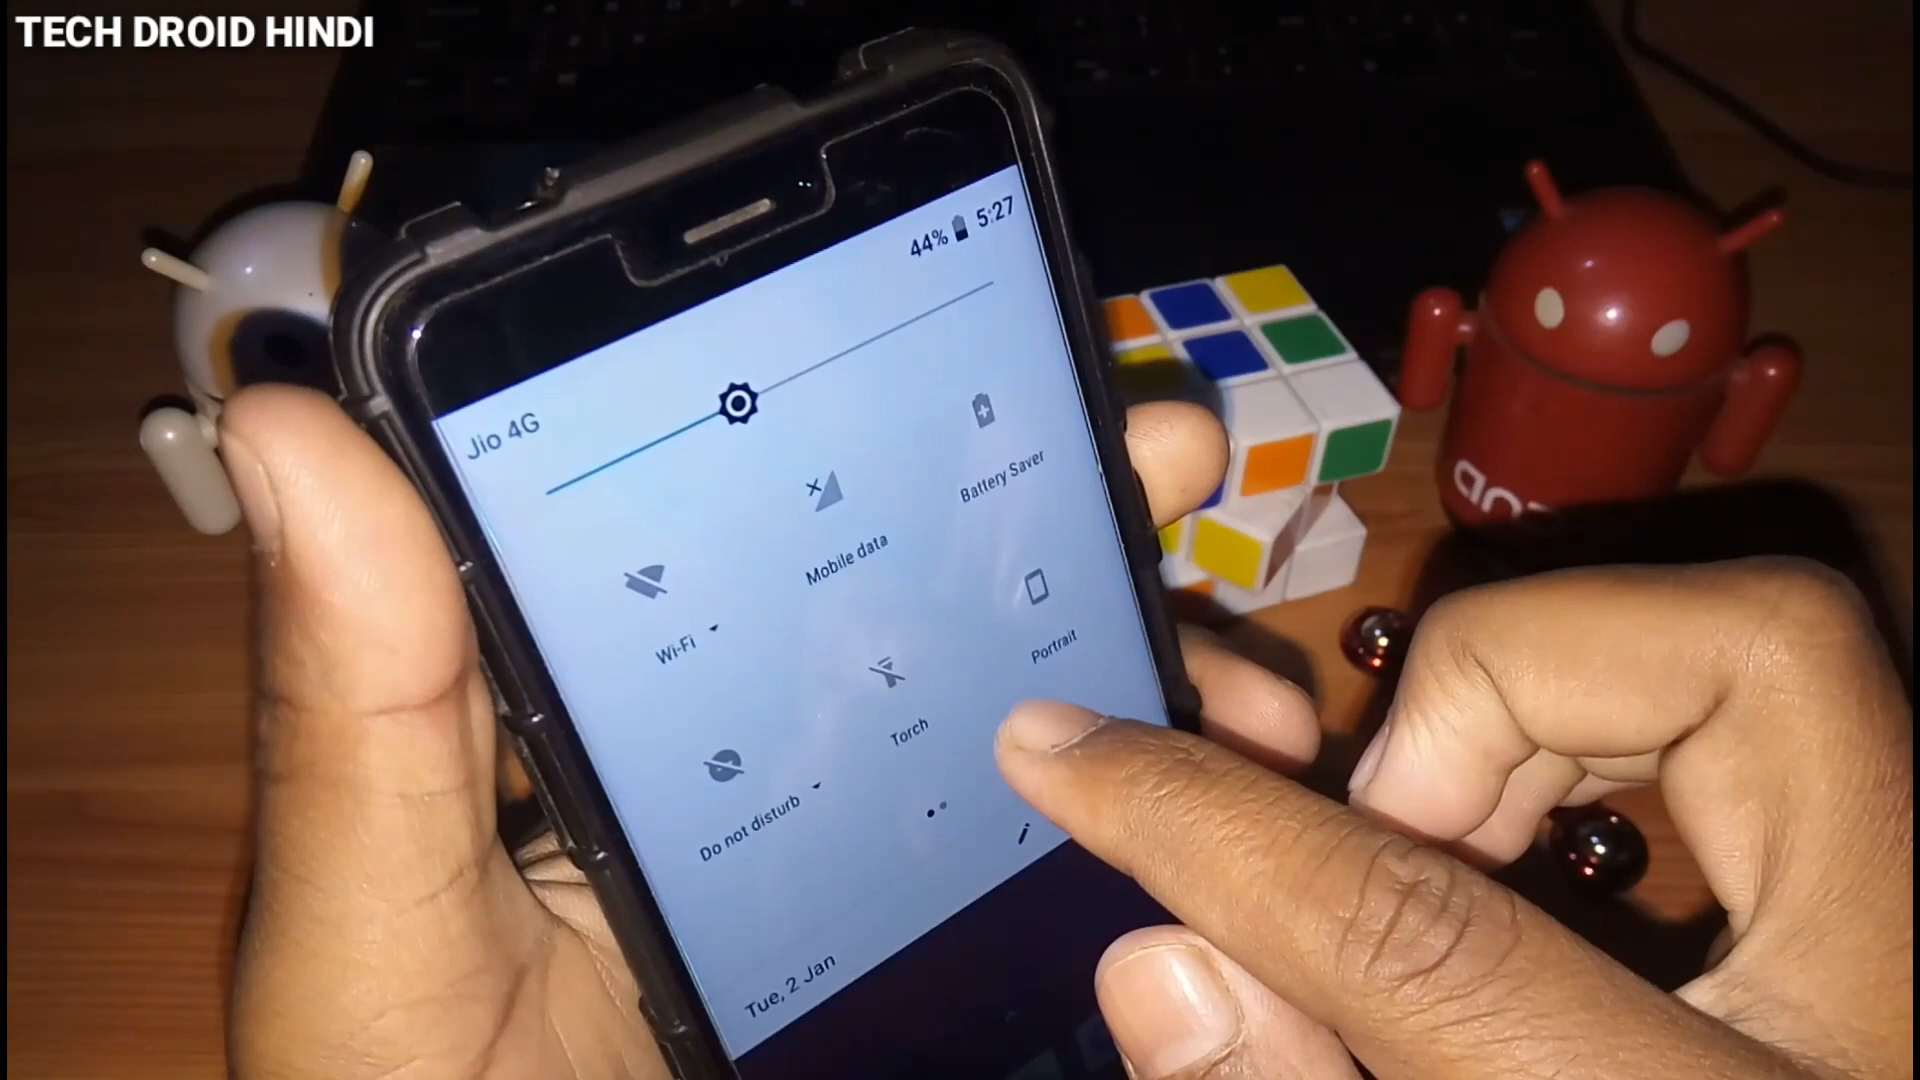 TECH DROID HINDI
44% 5:27
Jio 4G
Battery Saver
Mobile data
Wi-Fi
Portrait
Torch
Do not disturb
Tue, 2 Jan